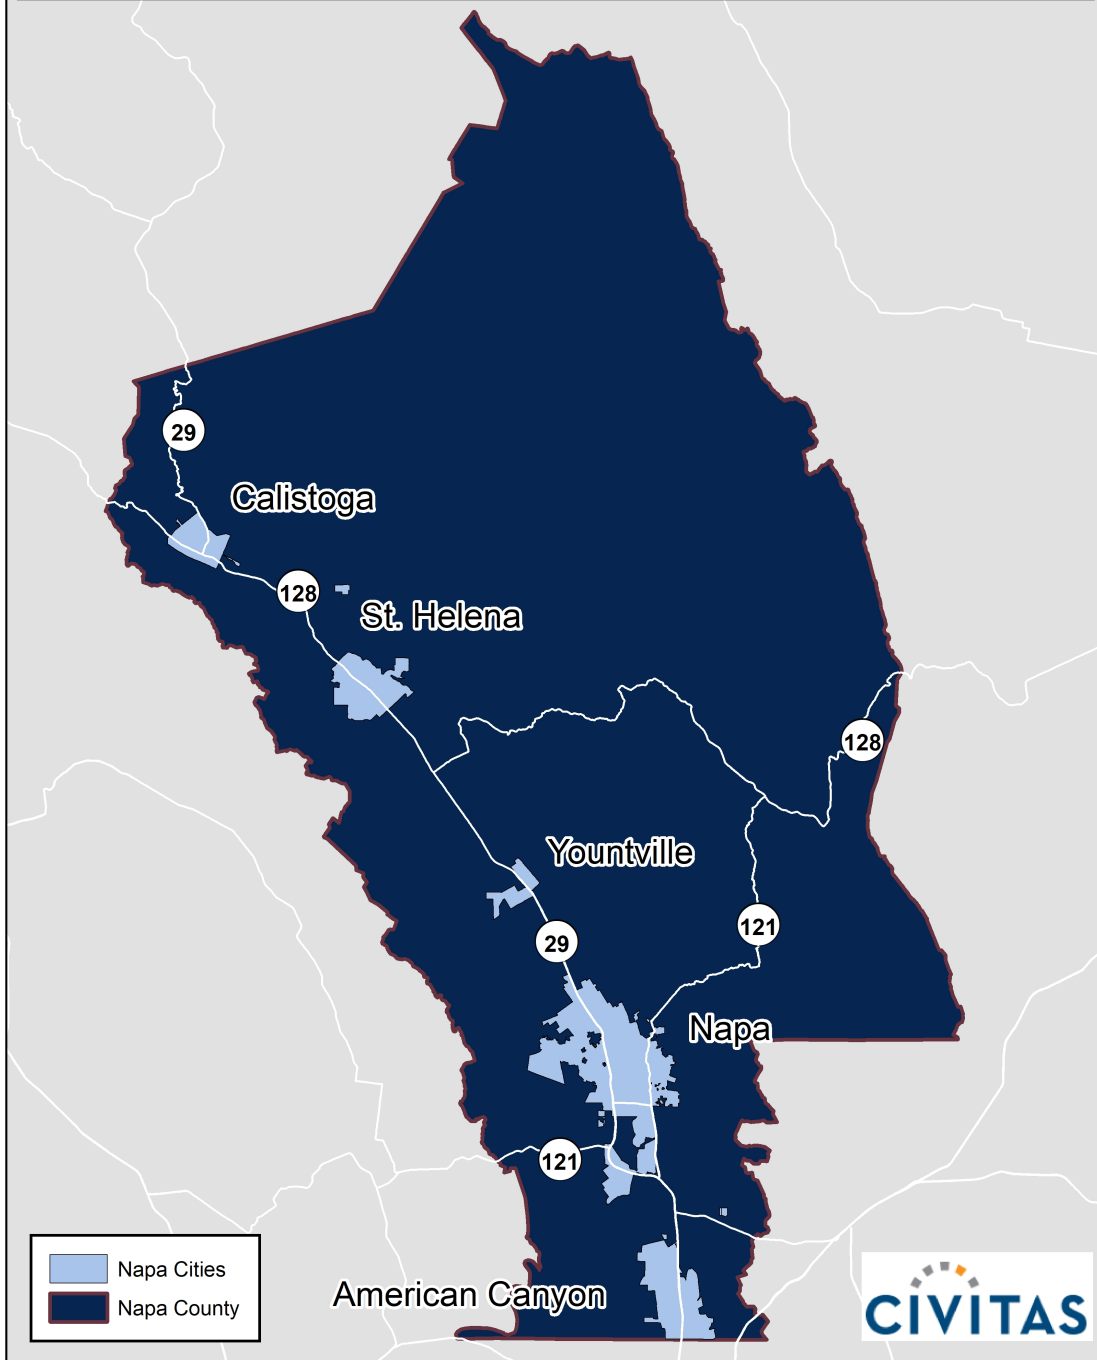 29
Calistoga
128
St. Helena
128
Yountville
121
29
Napa
121
American Canyon
Napa Cities
Napa County
CIVITAS